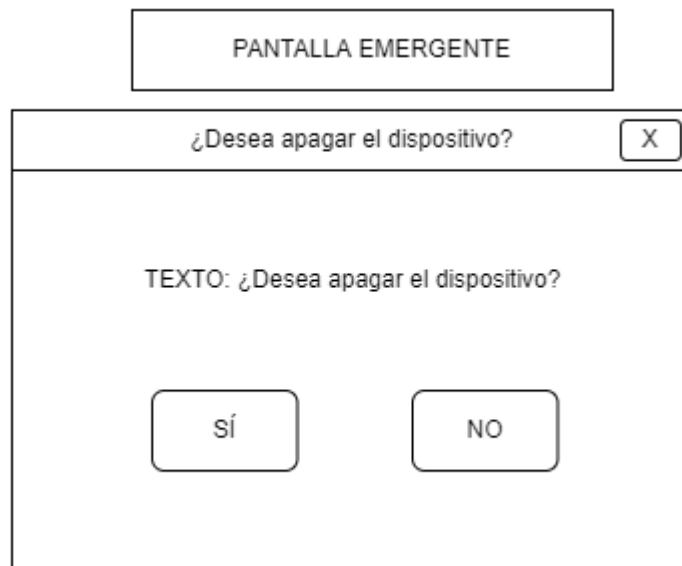 PANTALLA EMERGENTE
¿Desea apagar el dispositivo?
X
TEXTO: ¿Desea apagar el dispositivo?
SÍ
NO